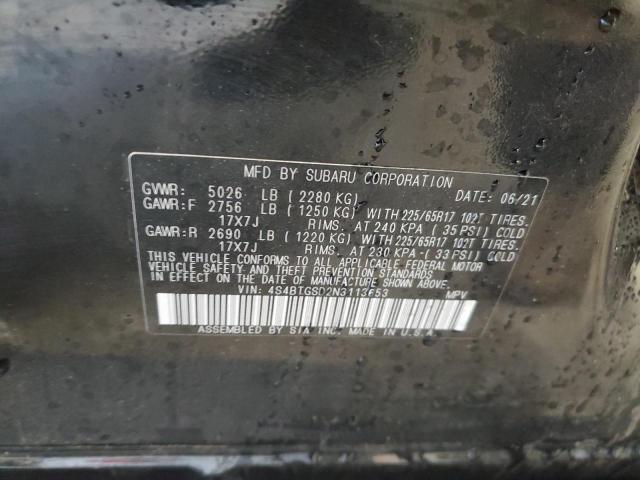 MFD BY SUBARU CORPORATION
GVWR: 5026 LB (2280 KG) DATE: 06/21
GAWR:F 2756 LB (1250 KG) WITH 225/65R17 102T TIRES.
17X7J RIMS. AT 240 KPA (35 PSI) COLD
GAWR:R 2690 LB (1220 KG) WITH 225/65R17 102T TIRES.
17X7J RIMS. AT 230 KPA (33 PSI) COLD
THIS VEHICLE CONFORMS TO ALL APPLICABLE FEDERAL MOTOR
VEHICLE SAFETY AND THEFT PREVENTION STANDARDS
IN EFFECT ON THE DATE OF MANUFACTURE SHOWN ABOVE.
VIN: 4S4BTGSD2N3113653 MPV
ASSEMBLED BY SIA INC. MADE IN U.S.A.